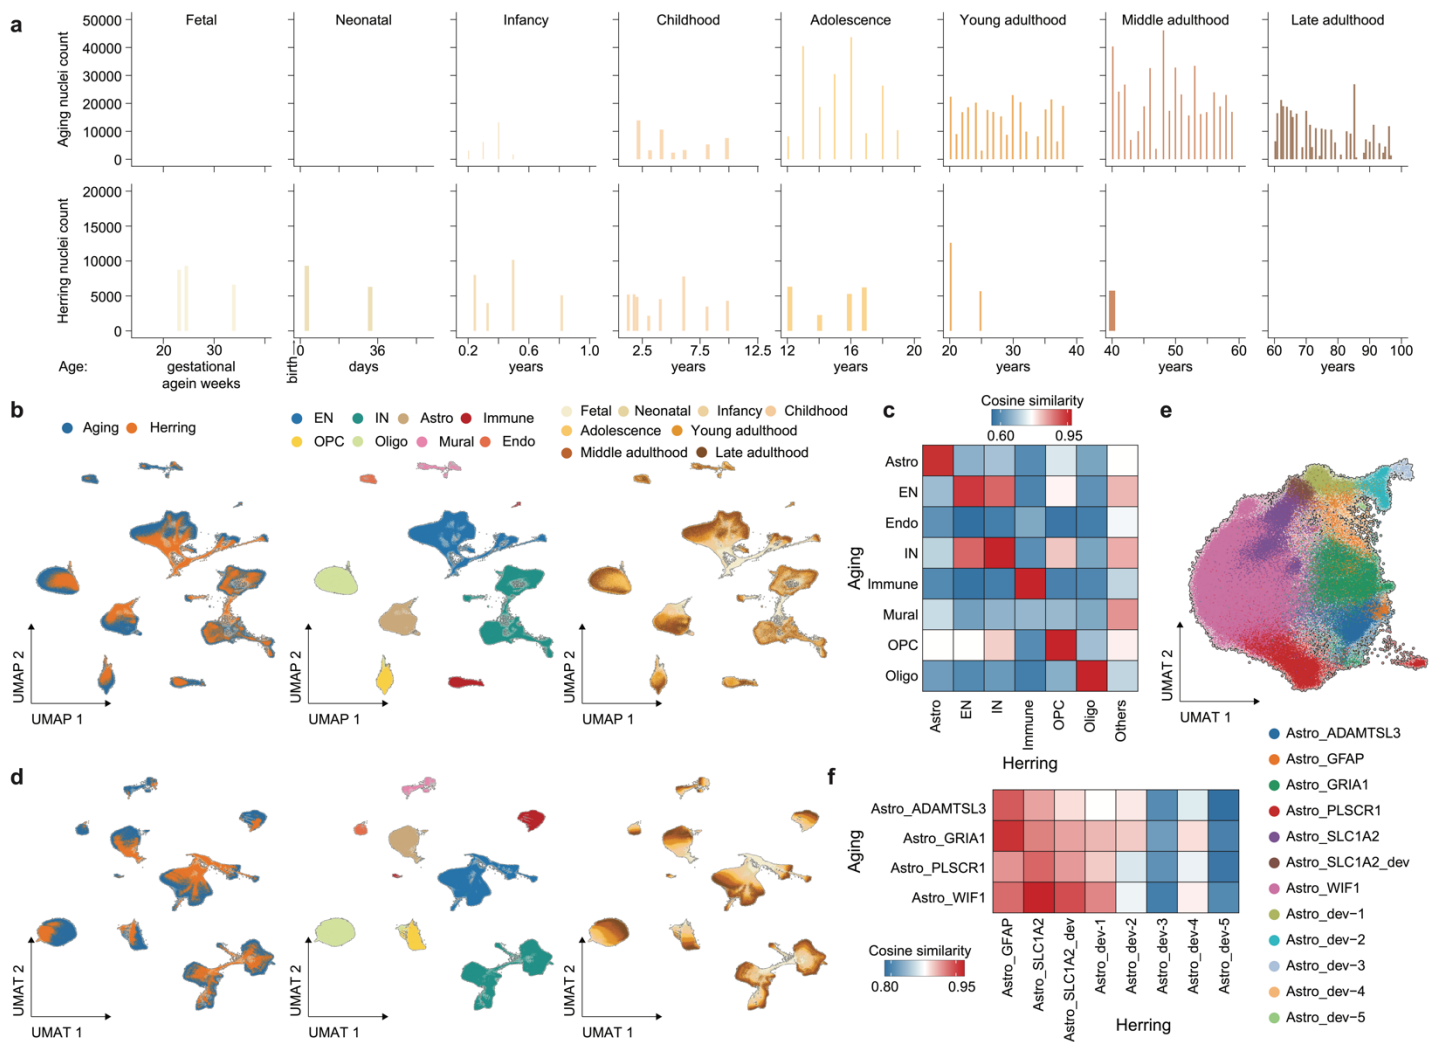 a
Fetal
Neonatal
Infancy
Childhood
Adolescence
Young adulthood
Middle adulthood
Late adulthood
Aging nuclei count
50000
40000
30000
20000
10000
0
Herring nuclei count
20000
15000
10000
5000
0
20 30
0 36
0.2 0.6 1.0
2.5 7.5 12.5
12 16 20
20 30 40
40 50 60
60 70 80 90 100
Age:
gestational
agein weeks
birth
days
years
years
years
years
years
years
b
Aging Herring
EN IN Astro Immune
OPC Oligo Mural Endo
Fetal Neonatal Infancy Childhood
Adolescence Young adulthood
Middle adulthood Late adulthood
UMAP 2
UMAP 1
UMAP 2
UMAP 1
UMAP 2
UMAP 1
c
Cosine similarity
0.60 0.95
Aging
Astro
EN
Endo
IN
Immune
Mural
OPC
Oligo
Astro
EN
IN
Immune
OPC
Oligo
Others
Herring
e
UMAT 2
UMAT 1
Astro_ADAMTSL3
Astro_GFAP
Astro_GRIA1
Astro_PLSCR1
Astro_SLC1A2
Astro_SLC1A2_dev
Astro_WIF1
Astro_dev−1
Astro_dev−2
Astro_dev−3
Astro_dev−4
Astro_dev−5
d
UMAT 2
UMAT 1
UMAT 2
UMAT 1
UMAT 2
UMAT 1
f
Aging
Astro_ADAMTSL3
Astro_GRIA1
Astro_PLSCR1
Astro_WIF1
Cosine similarity
0.80 0.95
Astro_GFAP
Astro_SLC1A2
Astro_SLC1A2_dev
Astro_dev-1
Astro_dev-2
Astro_dev-3
Astro_dev-4
Astro_dev-5
Herring